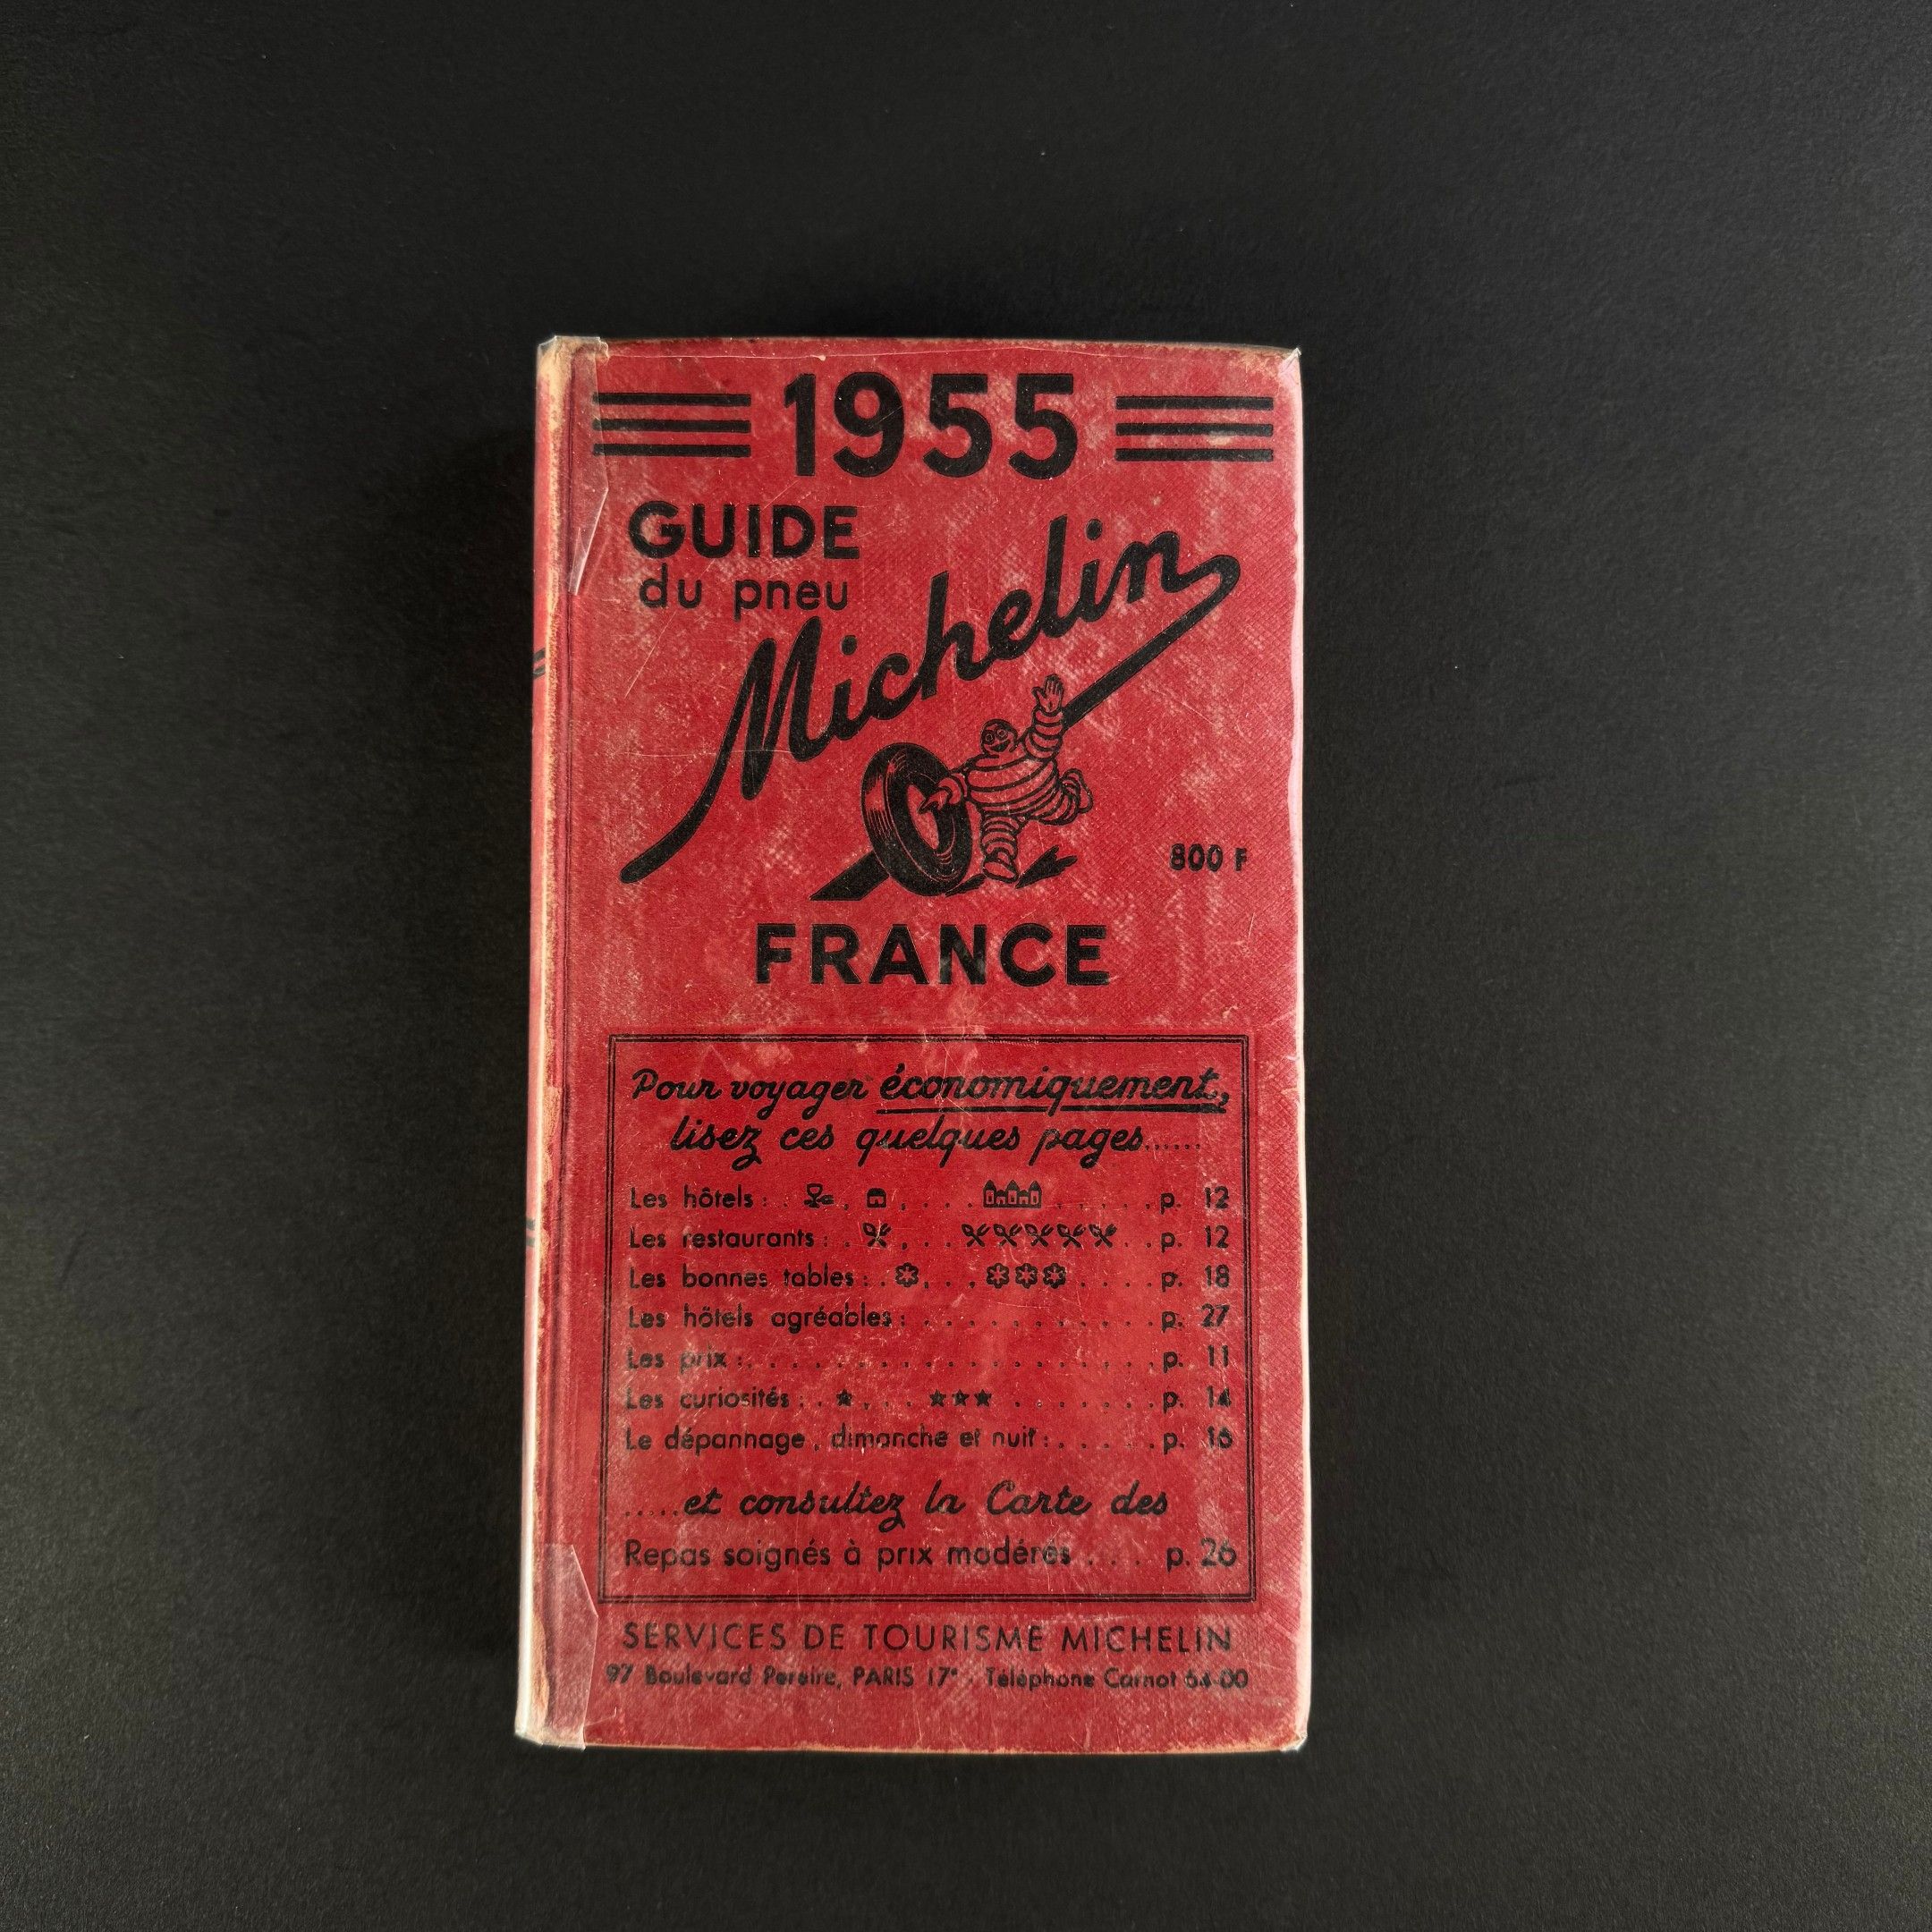 1955
GUIDE
du pneu
Michelin
800 F
FRANCE
Pour voyager économiquement,
lisez ces quelques pages......
Les hôtels : . , . , . . . . . . . . . p. 12
Les restaurants : . , . . . . . p. 12
Les bonnes tables : . , . . . . . . p. 18
Les hôtels agréables : . . . . . . . . . . . p. 27
Les prix : . . . . . . . . . . . . . . . . . . . p. 11
Les curiosités : . ★ , . . ★★★ . . . . . . . p. 14
Le dépannage, dimanche et nuit : . . . . . p. 16
.....et consultez la Carte des
Repas soignés à prix modérés . . . p. 26
SERVICES DE TOURISME MICHELIN
97 Boulevard Pereire, PARIS 17e - Téléphone Carnot 64-00